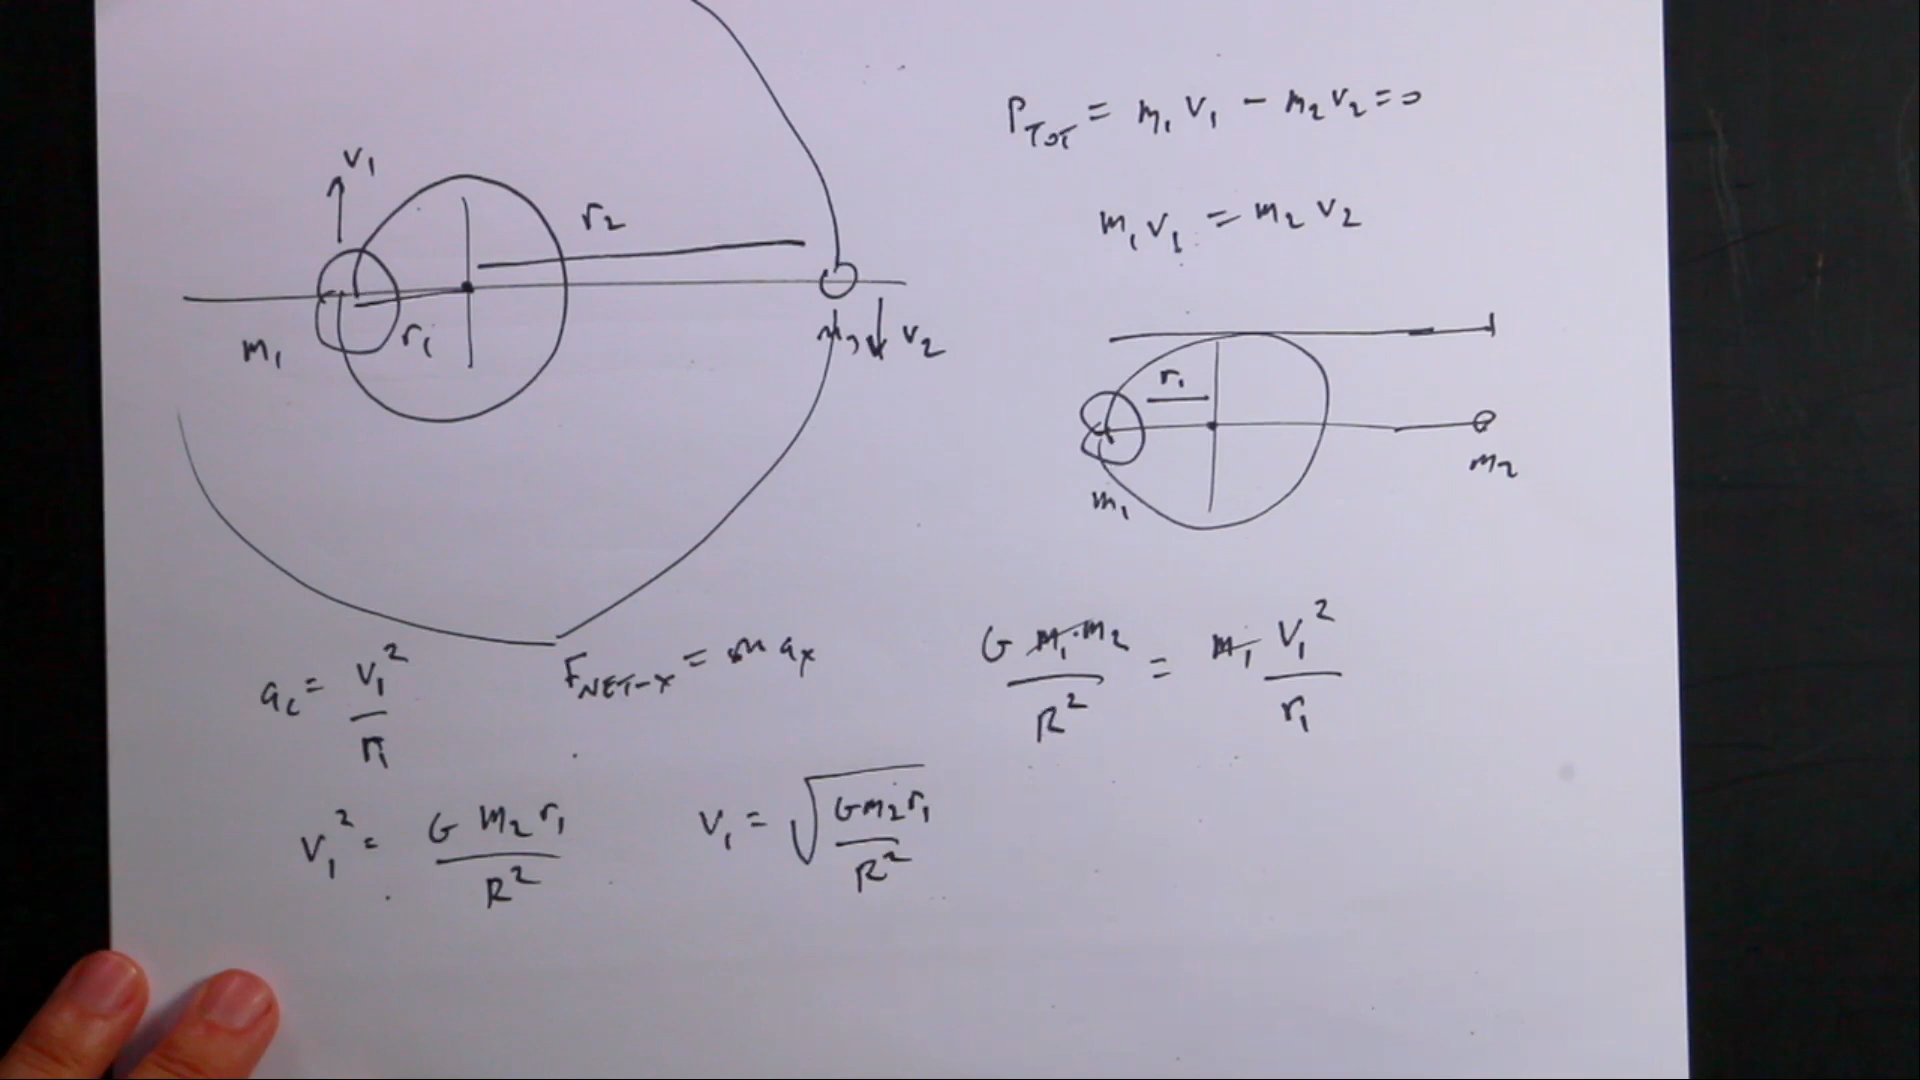 P_TOT = m₁ v₁ - m₂ v₂ = 0
v₁
r₂
m₁ v₁ = m₂ v₂
m₁
r₁
m₂
v₂
r₁
m₁
m₂
a_c = v₁² / r₁
F_NET-X = m a_x
G m₁·m₂ / R² = m₁ v₁² / r₁
v₁² = G m₂ r₁ / R²
v₁ = √(G m₂ r₁ / R²)